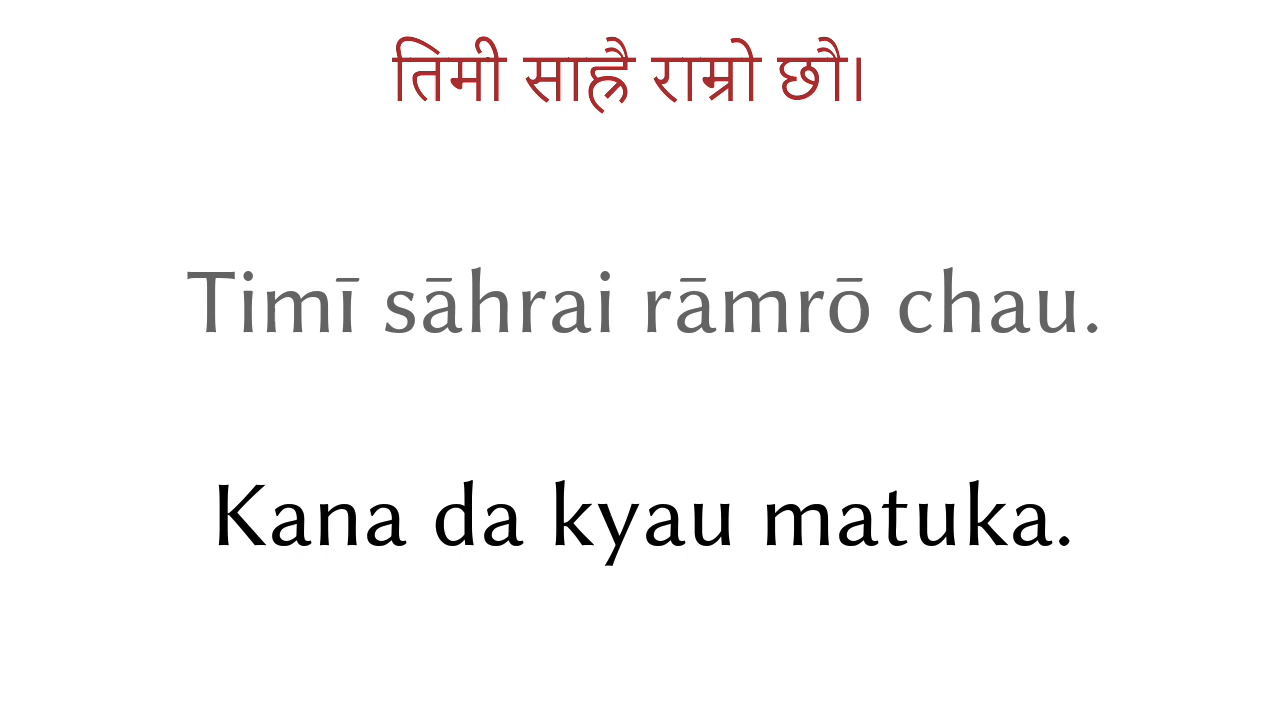 तिमी साह्रै राम्रो छौ।
Timī sāhrai rāmrō chau.
Kana da kyau matuka.